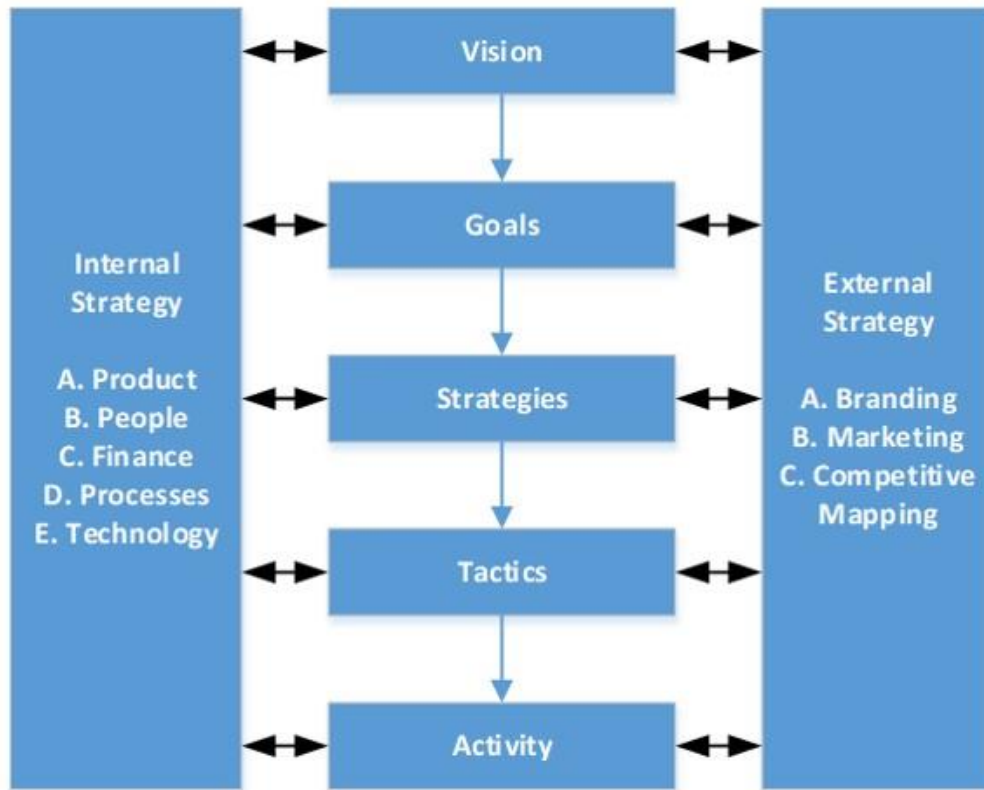 Vision
Goals
Strategies
Tactics
Activity
Internal
Strategy
A. Product
B. People
C. Finance
D. Processes
E. Technology
External
Strategy
A. Branding
B. Marketing
C. Competitive
Mapping